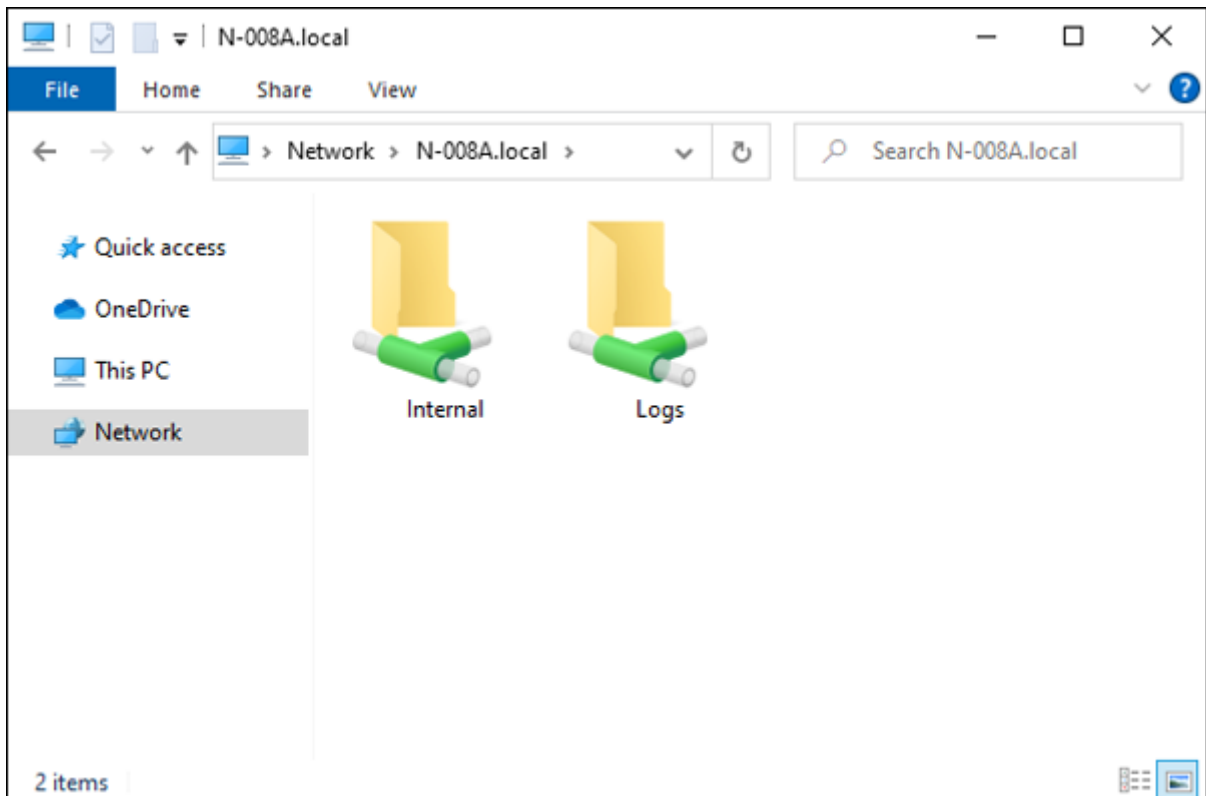 N-008A.local
File Home Share View ?
Network > N-008A.local > Search N-008A.local
Quick access
OneDrive
This PC
Network
Internal Logs
2 items